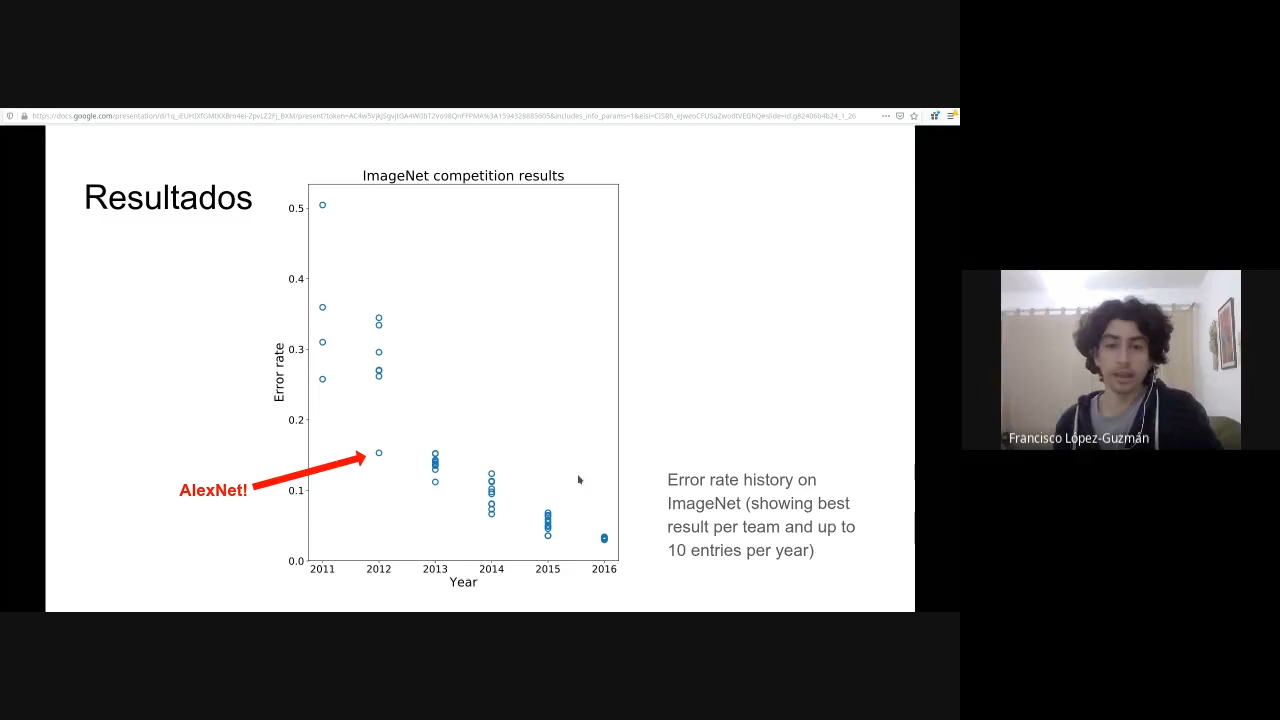 Resultados
ImageNet competition results
0.5
0.4
0.3
0.2
0.1
0.0
Error rate
2011 2012 2013 2014 2015 2016
Year
AlexNet!
Error rate history on
ImageNet (showing best
result per team and up to
10 entries per year)
Francisco López-Guzmán